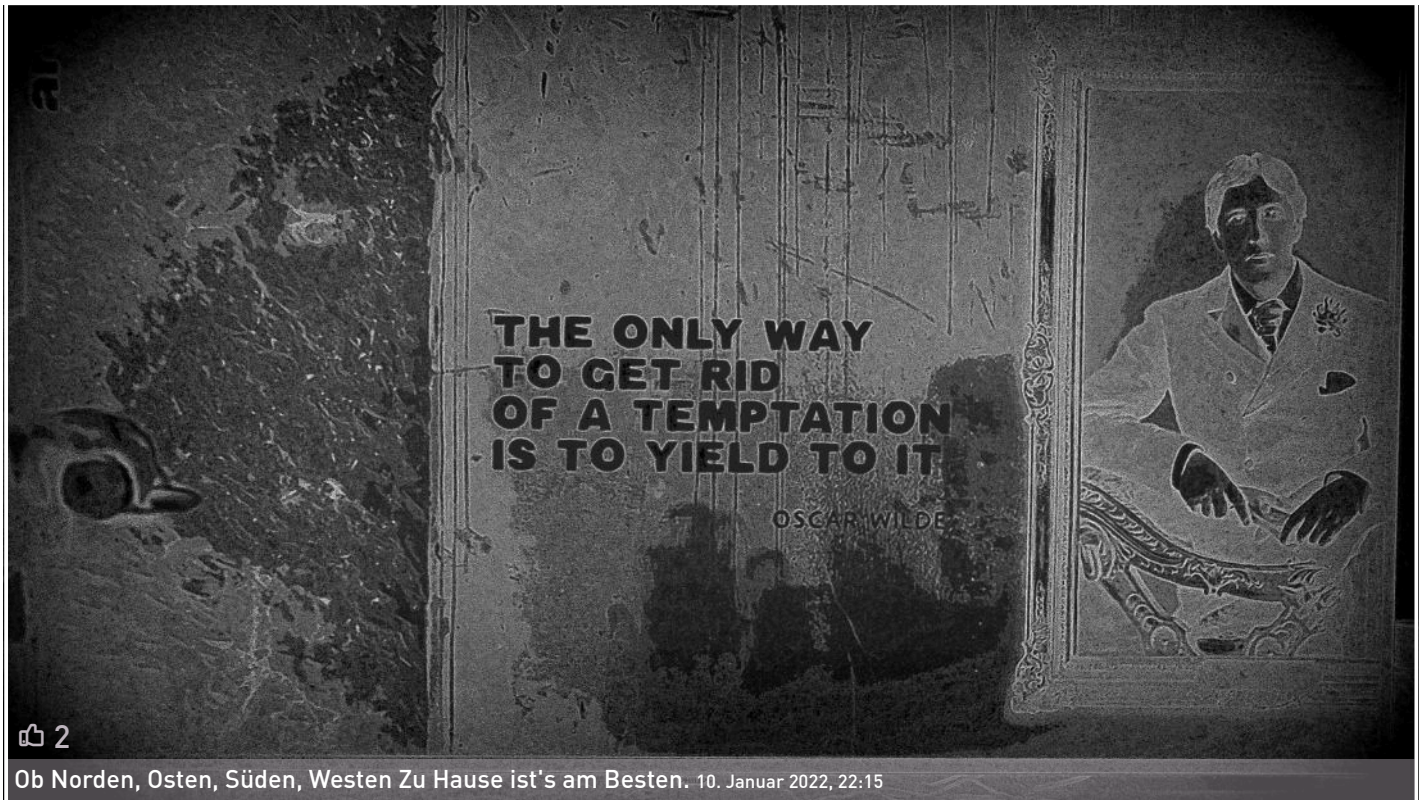 THE ONLY WAY
TO GET RID
OF A TEMPTATION
IS TO YIELD TO IT
OSCAR WILDE
2
Ob Norden, Osten, Süden, Westen Zu Hause ist's am Besten. 10. Januar 2022, 22:15